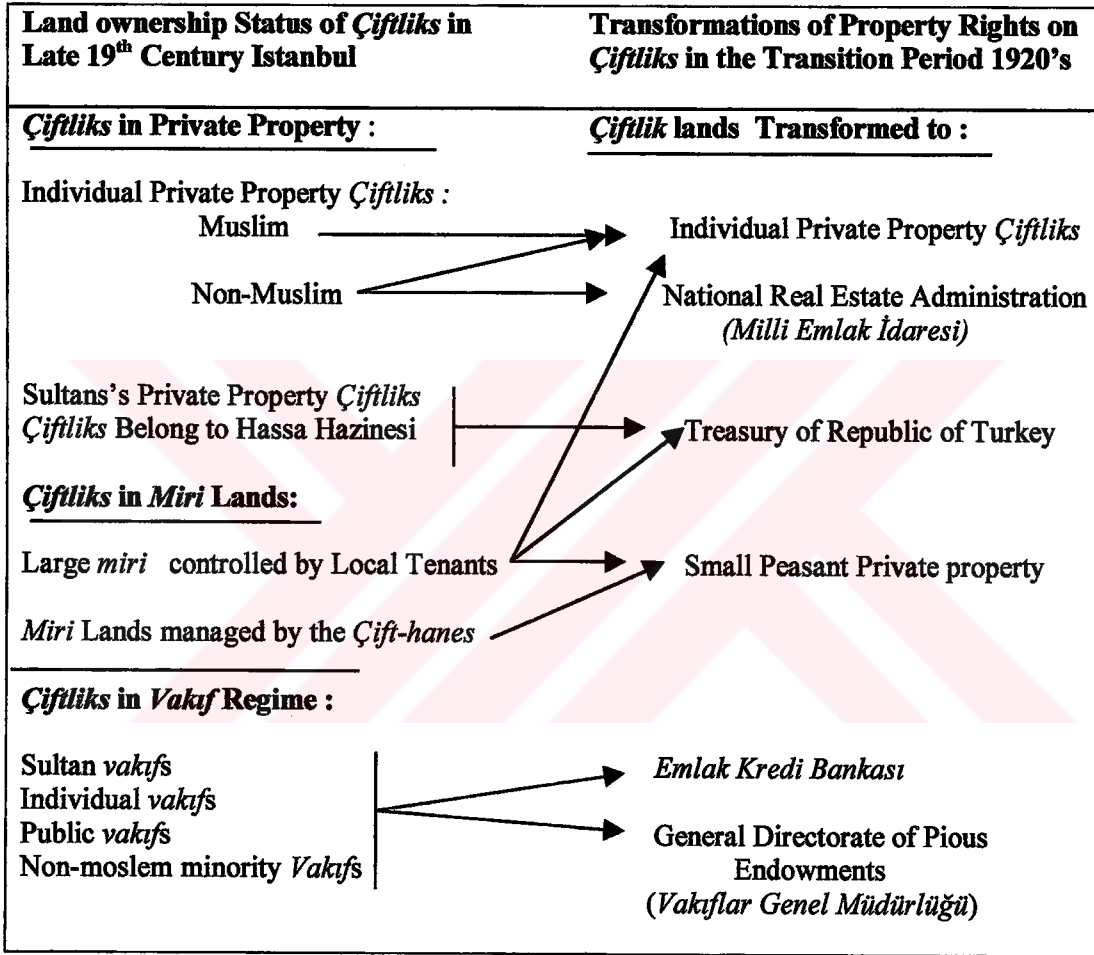 Land ownership Status of Çiftliks in
Late 19th Century Istanbul
Transformations of Property Rights on
Çiftliks in the Transition Period 1920's
Çiftliks in Private Property :
Çiftlik lands Transformed to :
Individual Private Property Çiftliks :
Muslim
Individual Private Property Çiftliks
Non-Muslim
National Real Estate Administration
(Milli Emlak İdaresi)
Sultans's Private Property Çiftliks
Çiftliks Belong to Hassa Hazinesi
Treasury of Republic of Turkey
Çiftliks in Miri Lands:
Large miri controlled by Local Tenants
Small Peasant Private property
Miri Lands managed by the Çift-hanes
Çiftliks in Vakıf Regime :
Sultan vakıfs
Individual vakıfs
Public vakıfs
Non-moslem minority Vakıfs
Emlak Kredi Bankası
General Directorate of Pious
Endowments
(Vakıflar Genel Müdürlüğü)